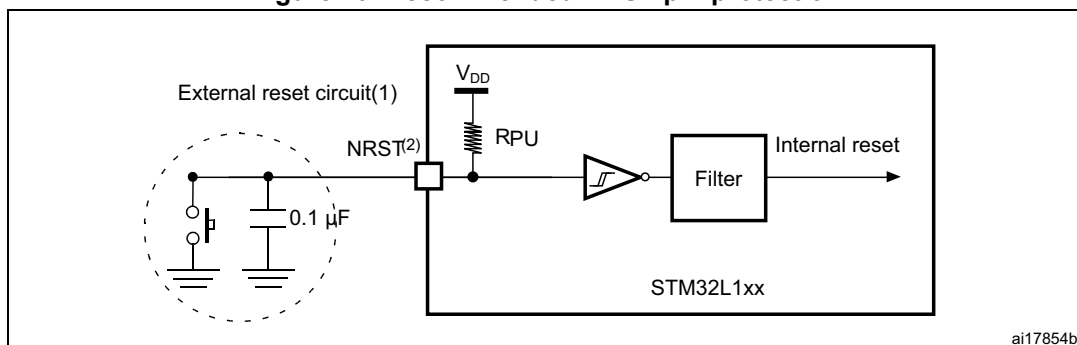 External reset circuit(1)
VDD
NRST(2)
RPU
Internal reset
Filter
0.1 µF
STM32L1xx
ai17854b